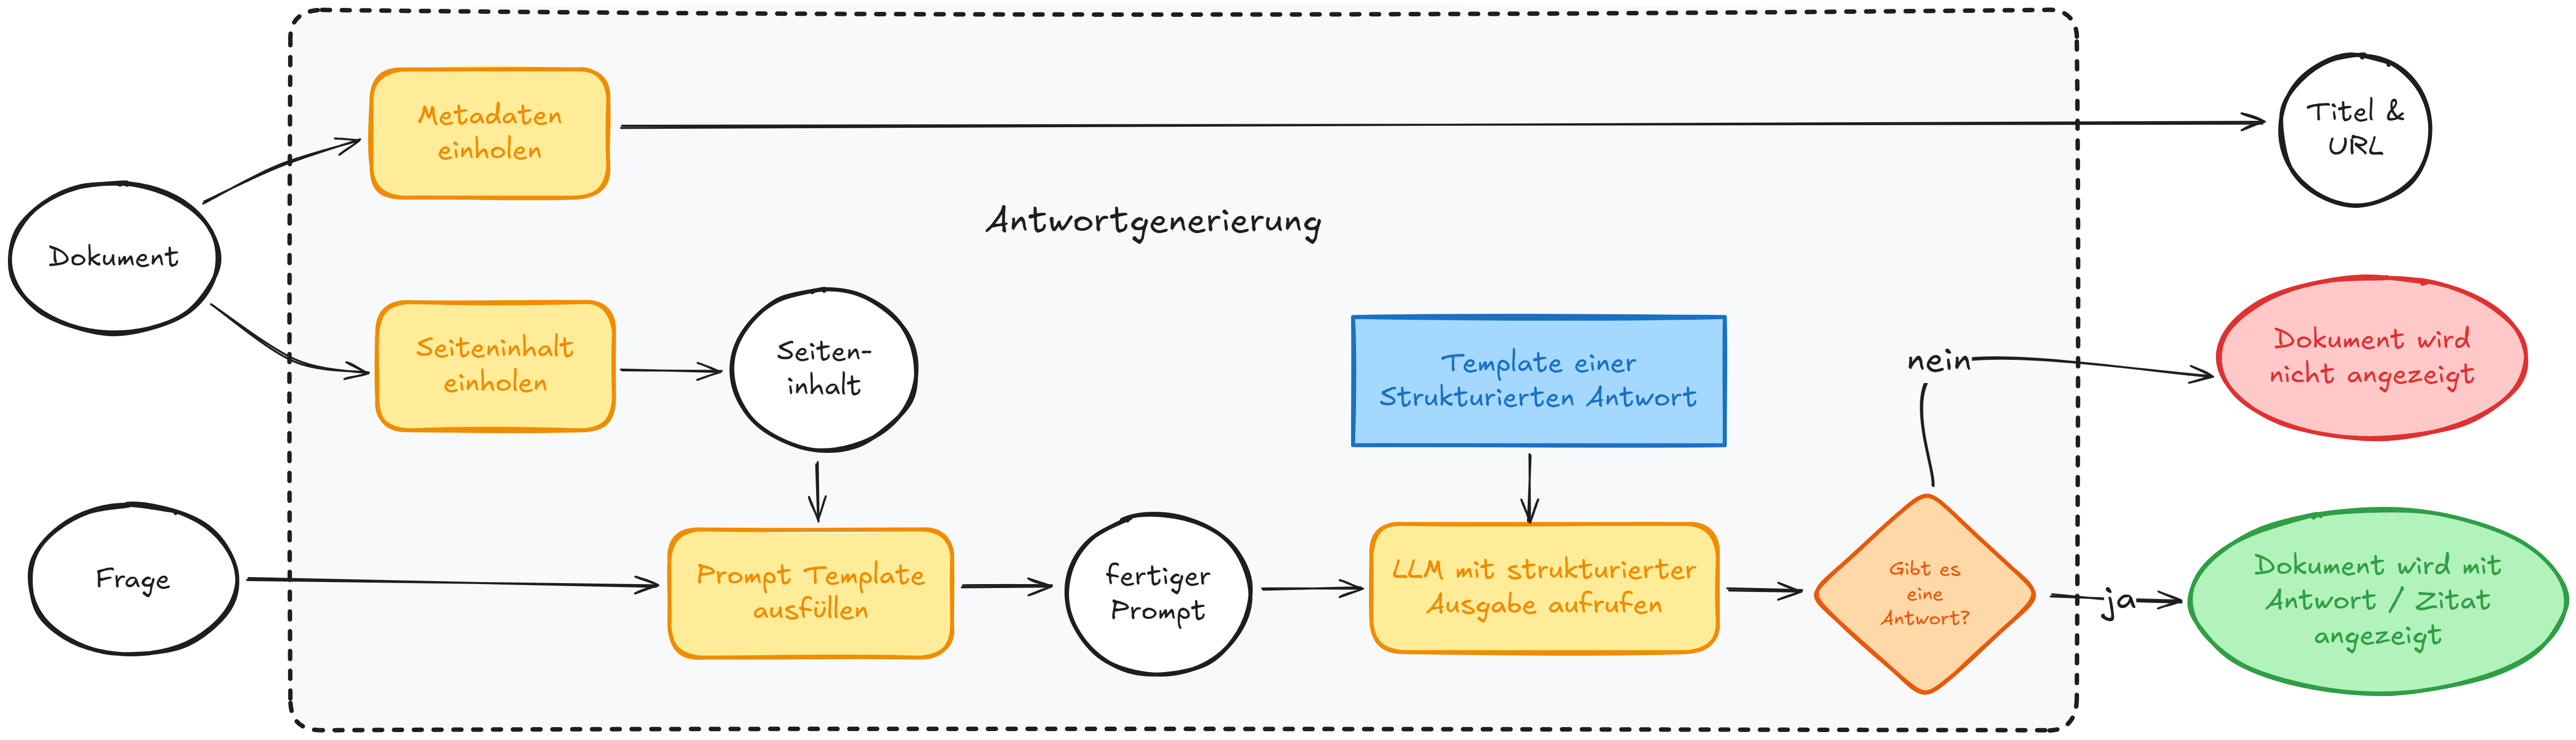 Metadaten
einholen
Titel &
URL
Antwortgenerierung
Dokument
Seiteninhalt
einholen
Seiten-
inhalt
Template einer
Strukturierten Antwort
nein
Dokument wird
nicht angezeigt
Frage
Prompt Template
ausfüllen
fertiger
Prompt
LLM mit strukturierter
Ausgabe aufrufen
Gibt es
eine
Antwort?
ja
Dokument wird mit
Antwort / Zitat
angezeigt